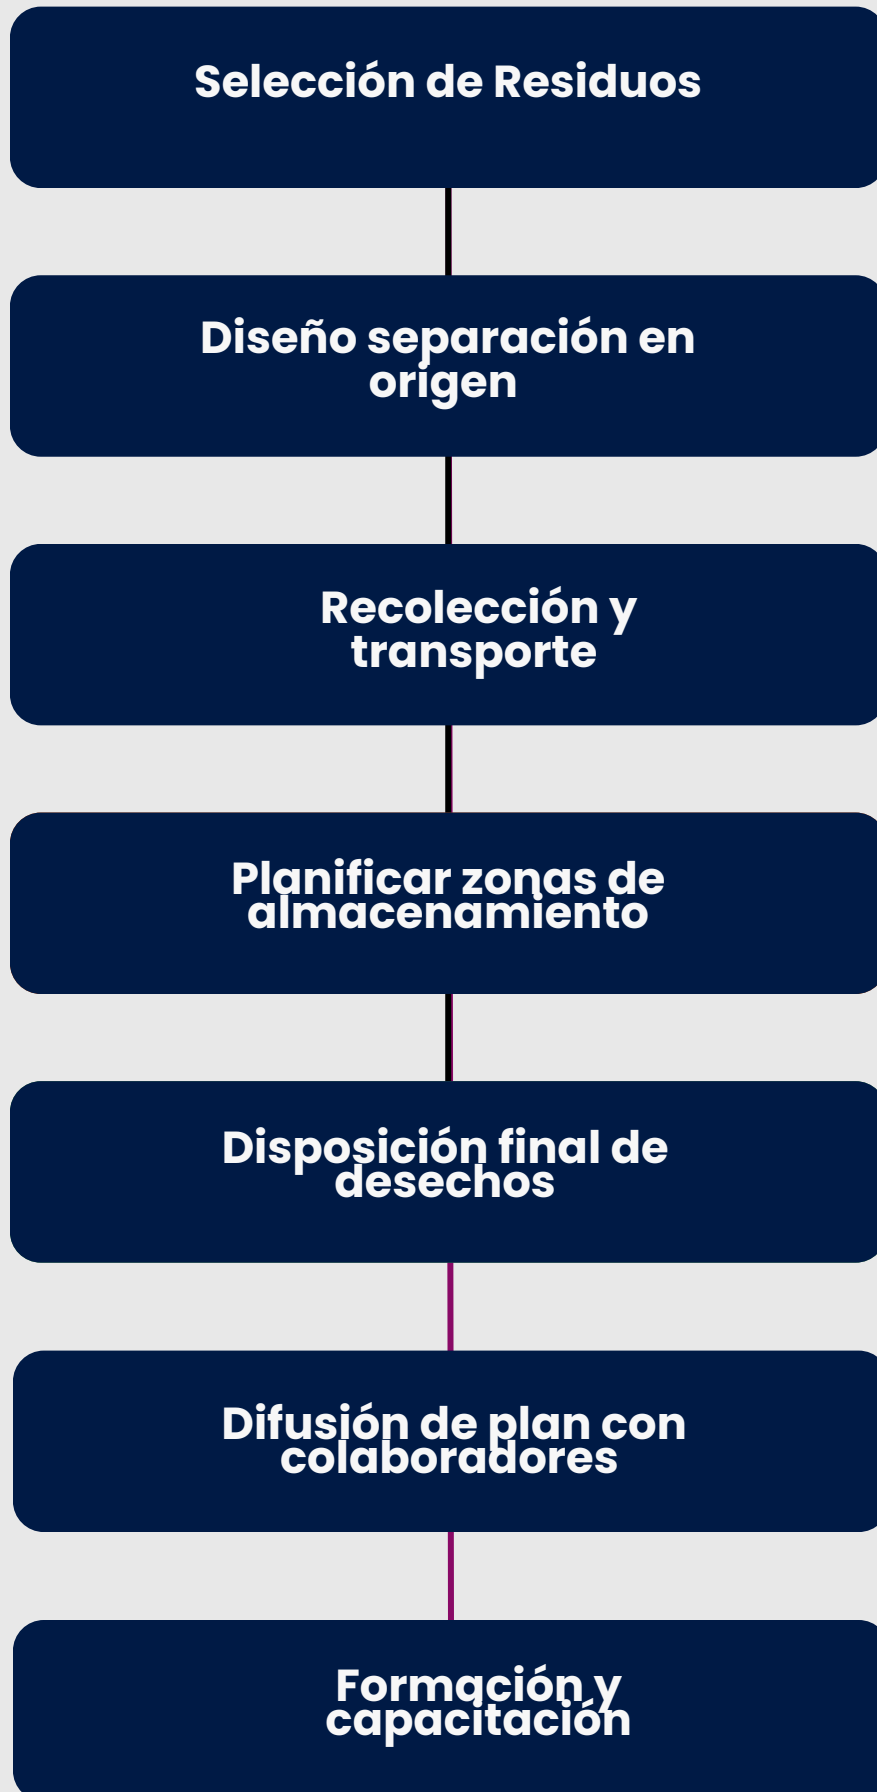 Selección de Residuos
Diseño separación en
origen
Recolección y
transporte
Planificar zonas de
almacenamiento
Disposición final de
desechos
Difusión de plan con
colaboradores
Formación y
capacitación